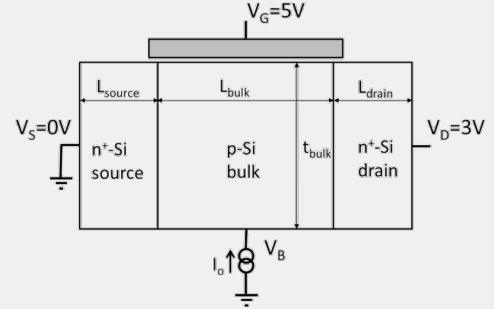 V_G=5V
L_source
L_bulk
L_drain
V_S=0V
V_D=3V
n⁺-Si
source
p-Si
bulk
t_bulk
n⁺-Si
drain
I_o
V_B